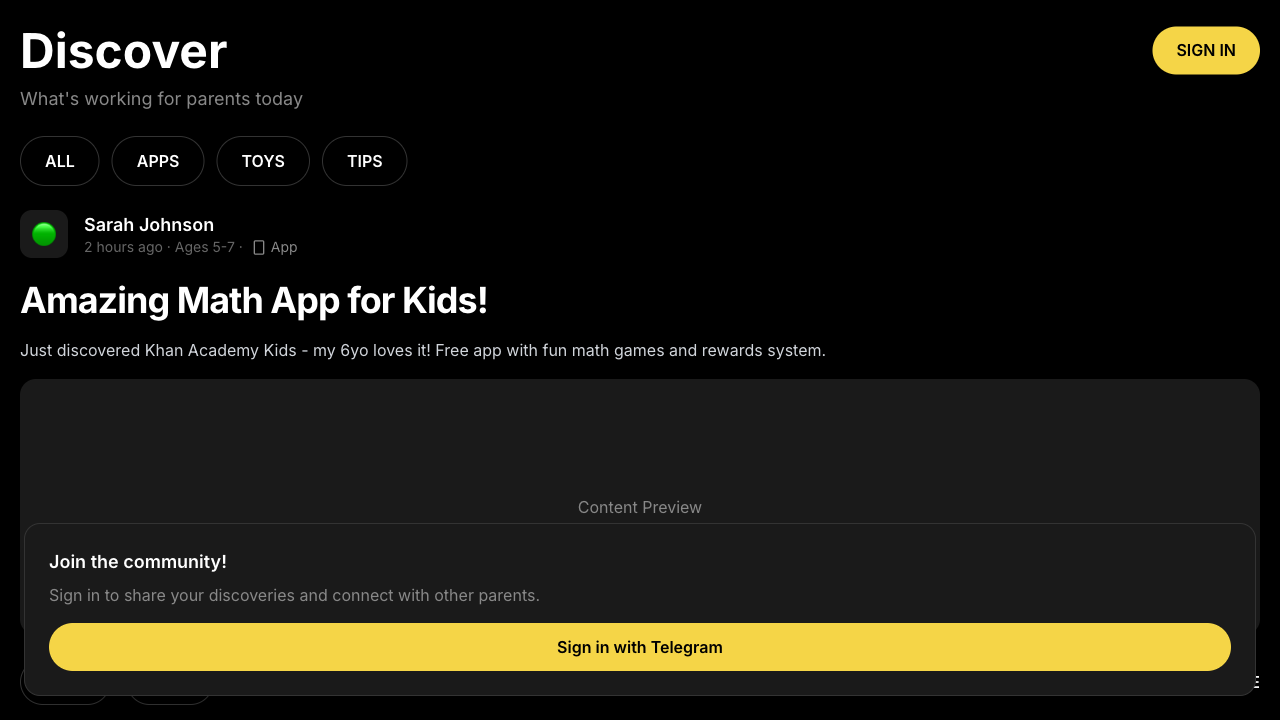 Discover
SIGN IN
What's working for parents today
ALL
APPS
TOYS
TIPS
Sarah Johnson
2 hours ago · Ages 5-7 · App
Amazing Math App for Kids!
Just discovered Khan Academy Kids - my 6yo loves it! Free app with fun math games and rewards system.
Content Preview
Join the community!
Sign in to share your discoveries and connect with other parents.
Sign in with Telegram